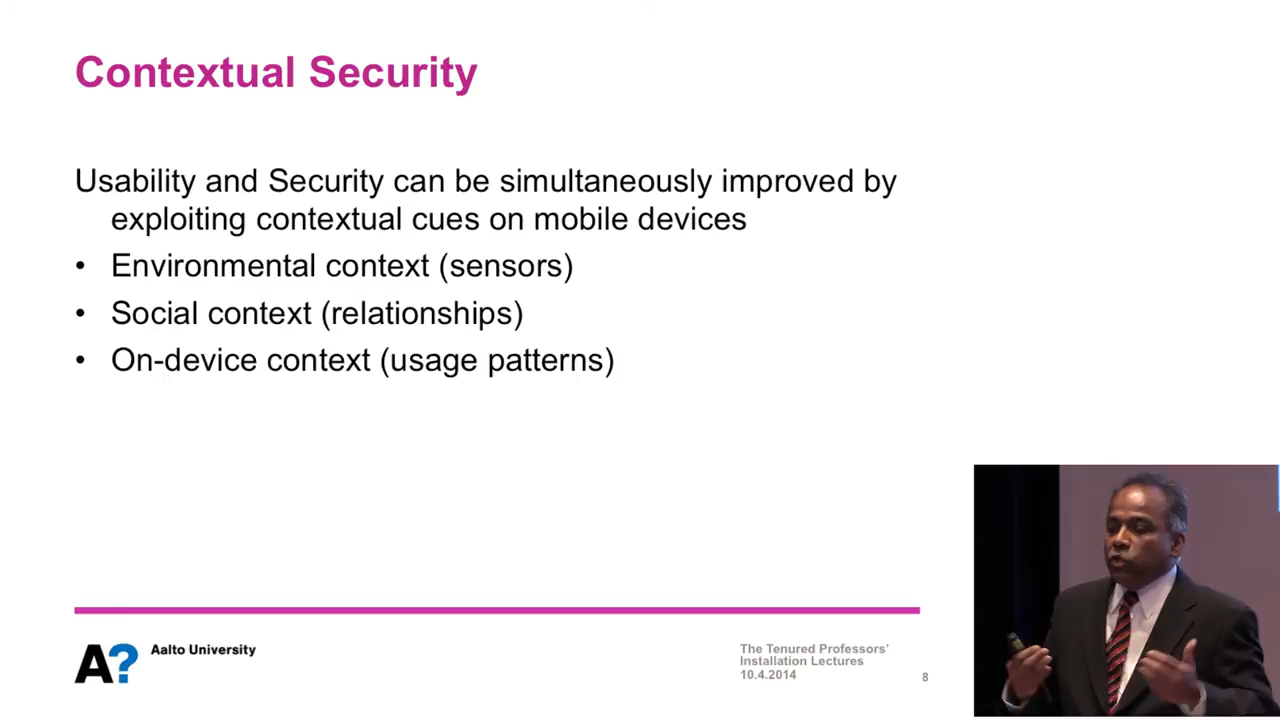 Contextual Security
Usability and Security can be simultaneously improved by
exploiting contextual cues on mobile devices
• Environmental context (sensors)
• Social context (relationships)
• On-device context (usage patterns)
A?
Aalto University
The Tenured Professors'
Installation Lectures
10.4.2014
8